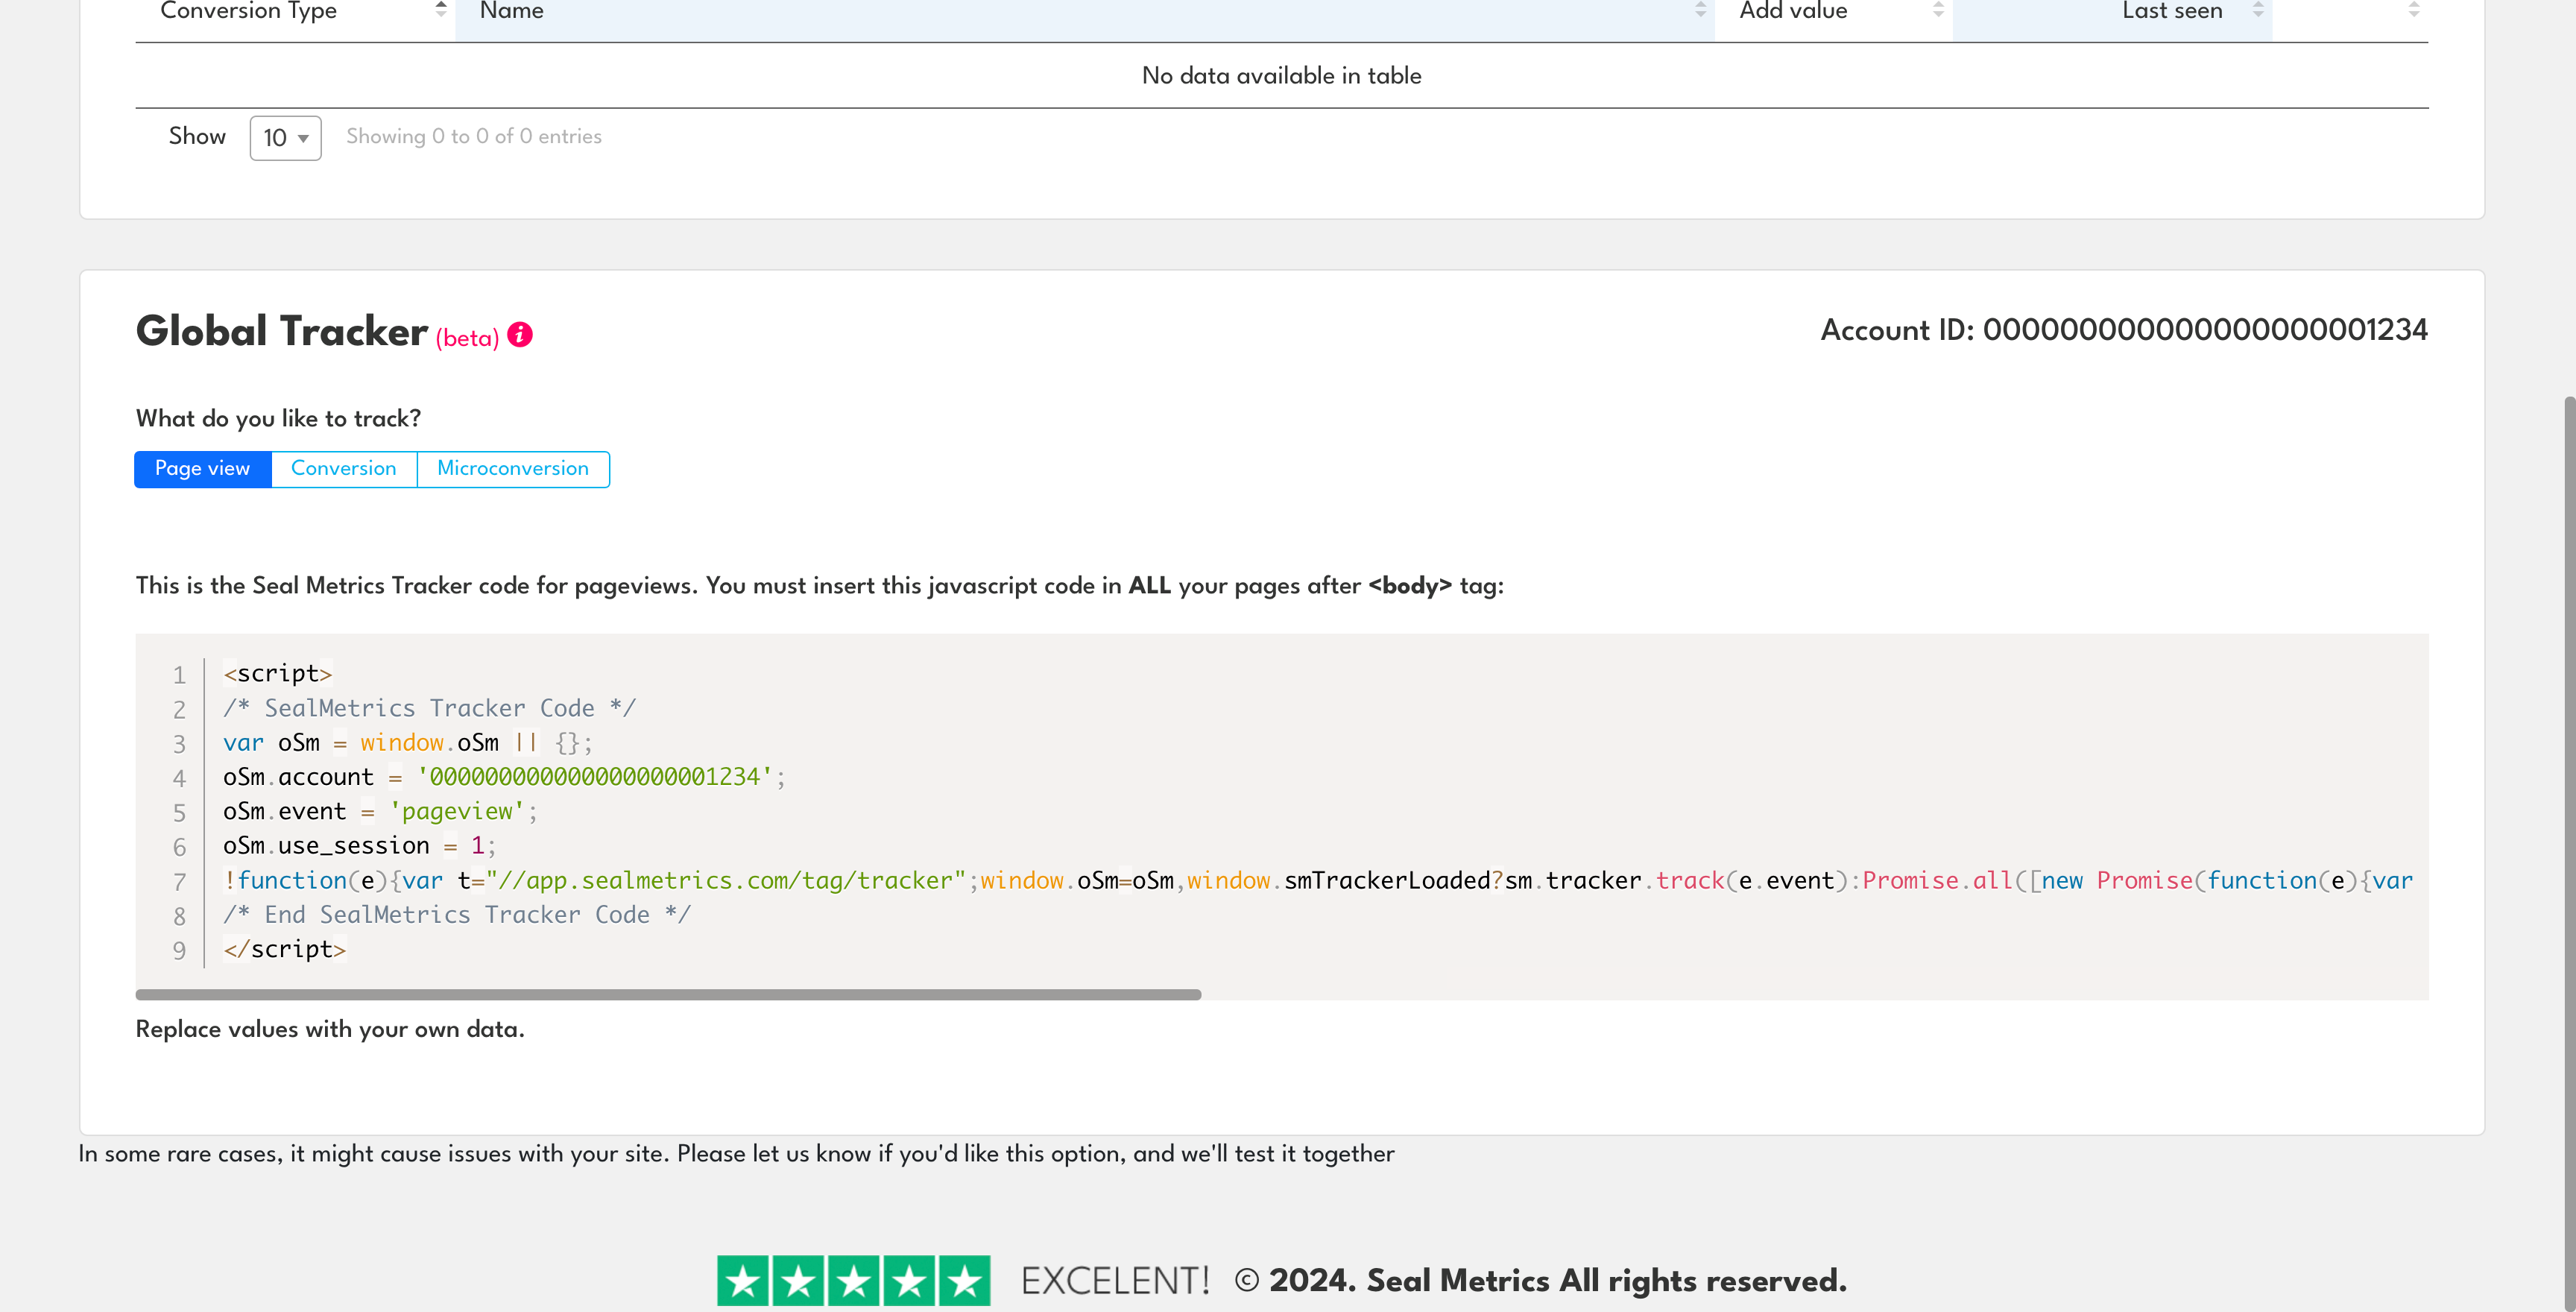 Conversion Type Name Add value Last seen
No data available in table
Show 10 Showing 0 to 0 of 0 entries
Global Tracker (beta) i Account ID: 000000000000000000001234
What do you like to track?
Page view Conversion Microconversion
This is the Seal Metrics Tracker code for pageviews. You must insert this javascript code in ALL your pages after <body> tag:
1 <script>
2 /* SealMetrics Tracker Code */
3 var oSm = window.oSm || {};
4 oSm.account = '000000000000000000001234';
5 oSm.event = 'pageview';
6 oSm.use_session = 1;
7 !function(e){var t="//app.sealmetrics.com/tag/tracker";window.oSm=oSm,window.smTrackerLoaded?sm.tracker.track(e.event):Promise.all([new Promise(function(e){var
8 /* End SealMetrics Tracker Code */
9 </script>
Replace values with your own data.
In some rare cases, it might cause issues with your site. Please let us know if you'd like this option, and we'll test it together
EXCELENT! © 2024. Seal Metrics All rights reserved.